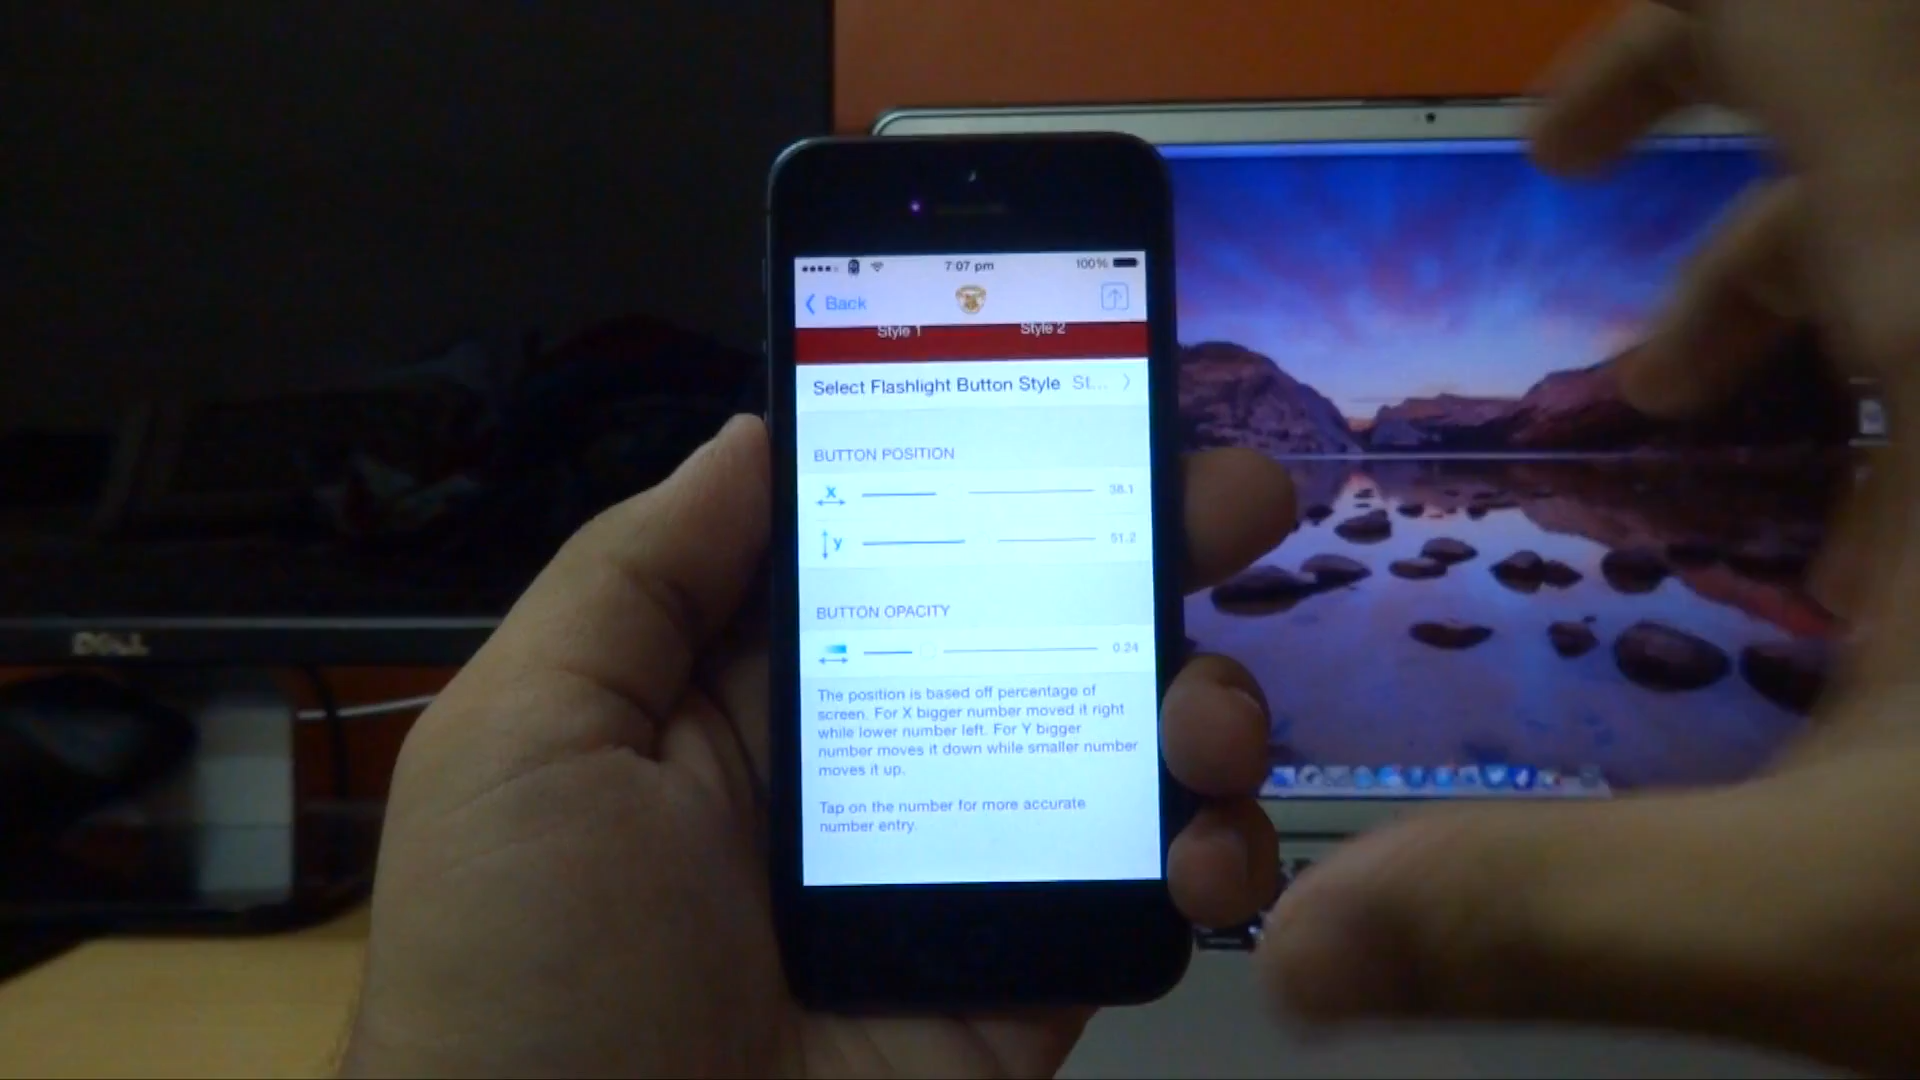 7:07 pm 100%
Back
Style 1 Style 2
Select Flashlight Button Style St...
BUTTON POSITION
X 38.1
y 51.2
BUTTON OPACITY
0.24
The position is based off percentage of
screen. For X bigger number moved it right
while lower number left. For Y bigger
number moves it down while smaller number
moves it up.
Tap on the number for more accurate
number entry.
DELL